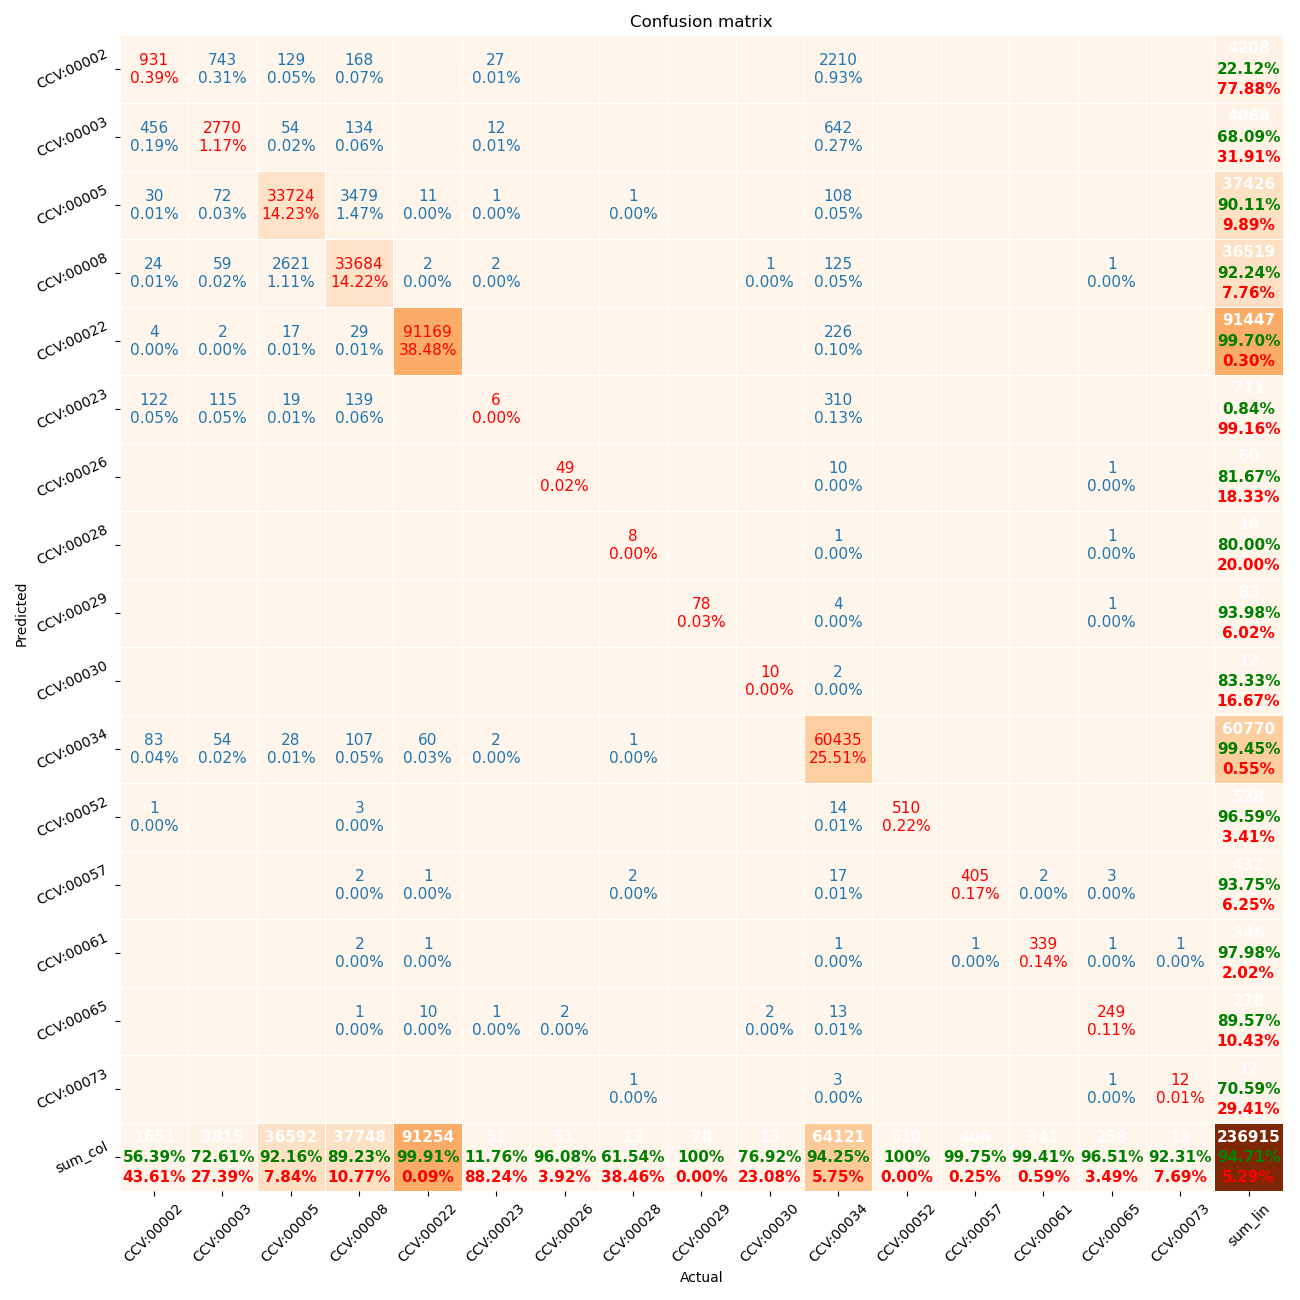 Confusion matrix
CCV:00002
931 743 129 168 27 2210 4208
0.39% 0.31% 0.05% 0.07% 0.01% 0.93% 22.12%
77.88%
CCV:00003
456 2770 54 134 12 642 4068
0.19% 1.17% 0.02% 0.06% 0.01% 0.27% 68.09%
31.91%
CCV:00005
30 72 33724 3479 11 1 1 108 37426
0.01% 0.03% 14.23% 1.47% 0.00% 0.00% 0.00% 0.05% 90.11%
9.89%
CCV:00008
24 59 2621 33684 2 2 1 125 1 36519
0.01% 0.02% 1.11% 14.22% 0.00% 0.00% 0.00% 0.05% 0.00% 92.24%
7.76%
CCV:00022
4 2 17 29 91169 226 91447
0.00% 0.00% 0.01% 0.01% 38.48% 0.10% 99.70%
0.30%
CCV:00023
122 115 19 139 6 310 711
0.05% 0.05% 0.01% 0.06% 0.00% 0.13% 0.84%
99.16%
CCV:00026
49 10 1 60
0.02% 0.00% 0.00% 81.67%
18.33%
CCV:00028
8 1 1 10
0.00% 0.00% 0.00% 80.00%
20.00%
CCV:00029
78 4 1 83
0.03% 0.00% 0.00% 93.98%
6.02%
Predicted
CCV:00030
10 2 12
0.00% 0.00% 83.33%
16.67%
CCV:00034
83 54 28 107 60 2 1 60435 60770
0.04% 0.02% 0.01% 0.05% 0.03% 0.00% 0.00% 25.51% 99.45%
0.55%
CCV:00052
1 3 14 510 528
0.00% 0.00% 0.01% 0.22% 96.59%
3.41%
CCV:00057
2 1 2 17 405 2 3 432
0.00% 0.00% 0.00% 0.01% 0.17% 0.00% 0.00% 93.75%
6.25%
CCV:00061
2 1 1 1 339 1 1 346
0.00% 0.00% 0.00% 0.00% 0.14% 0.00% 0.00% 97.98%
2.02%
CCV:00065
1 10 1 2 2 13 249 278
0.00% 0.00% 0.00% 0.00% 0.00% 0.01% 0.11% 89.57%
10.43%
CCV:00073
1 3 1 12 17
0.00% 0.00% 0.00% 0.01% 70.59%
29.41%
sum_col
1651 3815 36592 37748 91254 51 51 13 78 13 64121 510 406 341 258 13 236915
56.39% 72.61% 92.16% 89.23% 99.91% 11.76% 96.08% 61.54% 100% 76.92% 94.25% 100% 99.75% 99.41% 96.51% 92.31% 94.71%
43.61% 27.39% 7.84% 10.77% 0.09% 88.24% 3.92% 38.46% 0.00% 23.08% 5.75% 0.00% 0.25% 0.59% 3.49% 7.69% 5.29%
CCV:00002 CCV:00003 CCV:00005 CCV:00008 CCV:00022 CCV:00023 CCV:00026 CCV:00028 CCV:00029 CCV:00030 CCV:00034 CCV:00052 CCV:00057 CCV:00061 CCV:00065 CCV:00073 sum_lin
Actual